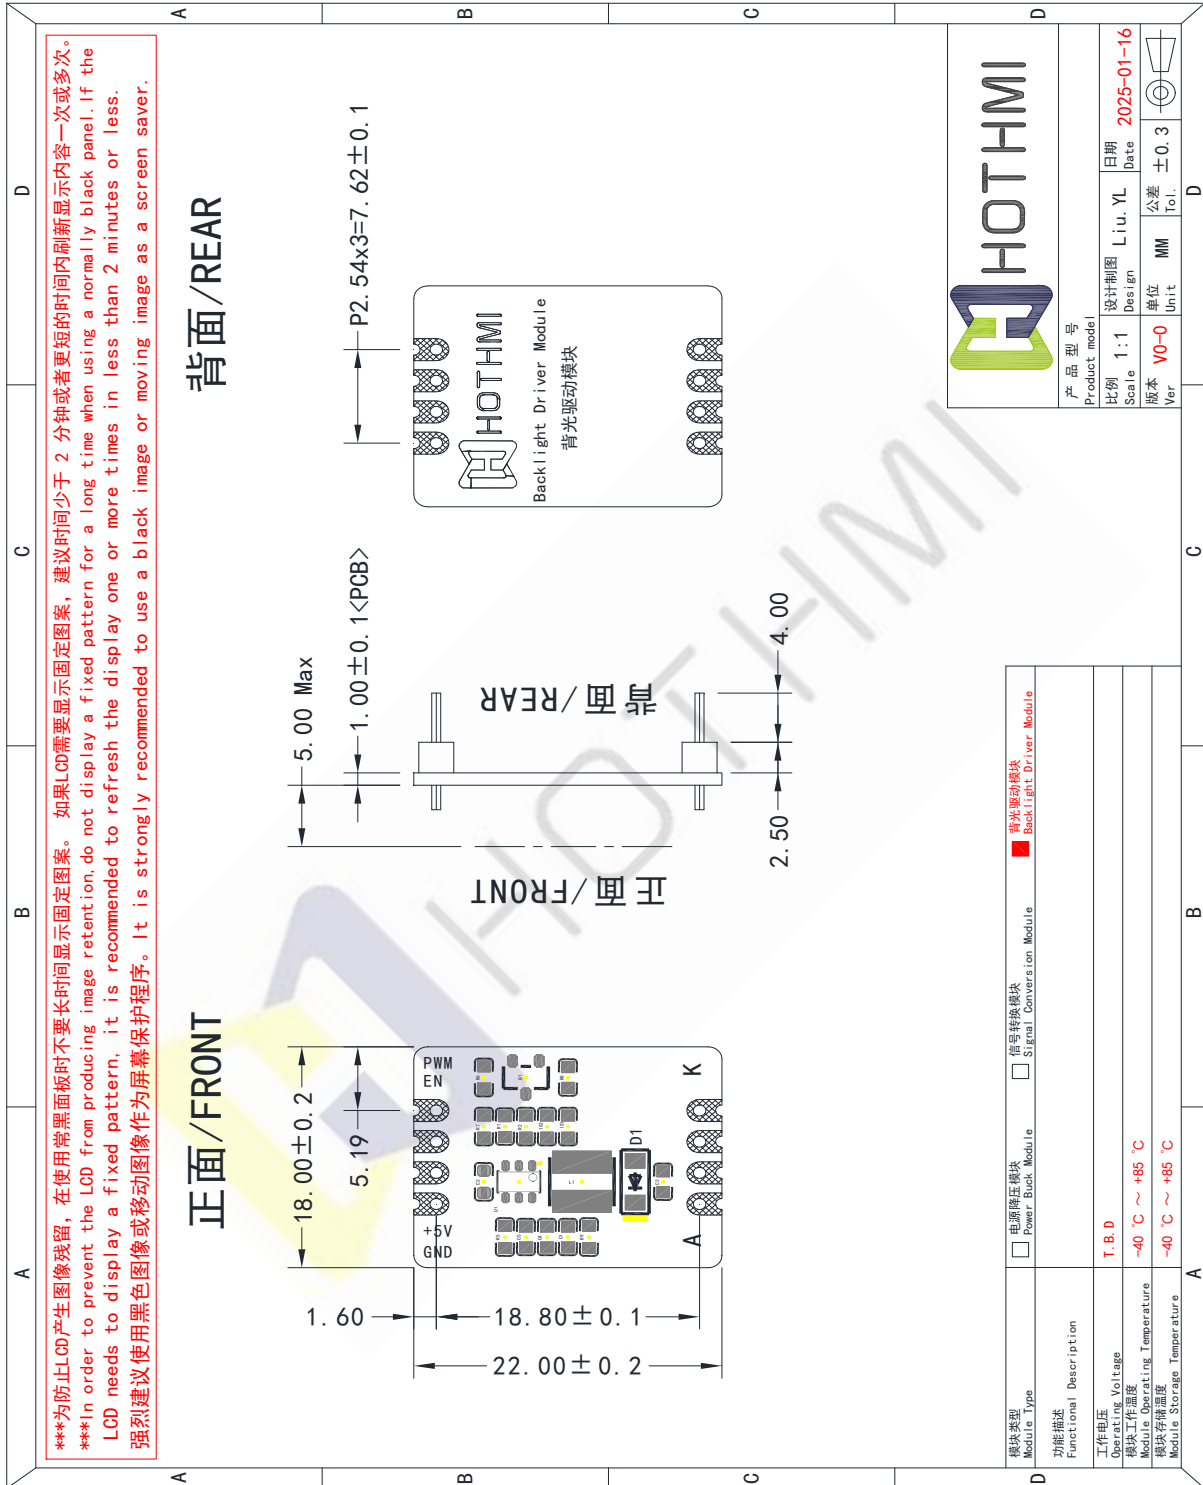 ***为防止LCD产生图像残留，在使用常黑面板时不要长时间显示固定图案。 如果LCD需要显示固定图案，建议时间少于 2 分钟或者更短的时间内刷新显示内容一次或多次。
***In order to prevent the LCD from producing image retention,do not display a fixed pattern for a long time when using a normally black panel.If the
LCD needs to display a fixed pattern, it is recommended to refresh the display one or more times in less than 2 minutes or less.
强烈建议使用黑色图像或移动图像作为屏幕保护程序。It is strongly recommended to use a black image or moving image as a screen saver.
正面/FRONT
背面/REAR
18.00±0.2
5.19
PWM
EN
+5V
GND
K
A
D1
L1
1.60
18.80±0.1
22.00±0.2
5.00 Max
1.00±0.1<PCB>
正面/FRONT
背面/REAR
2.50
4.00
P2.54x3=7.62±0.1
HOTHMI
Backlight Driver Module
背光驱动模块
HOTHMI
模块类型
Module Type
电源降压模块
Power Buck Module
信号转换模块
Signal Conversion Module
背光驱动模块
Backlight Driver Module
功能描述
Functional Description
工作电压
Operating Voltage
T.B.D
模块工作温度
Module Operating Temperature
-40 ℃ ～ +85 ℃
模块存储温度
Module Storage Temperature
-40 ℃ ～ +85 ℃
HOTHMI
产品型号
Product model
比例
Scale
1:1
设计制图
Design
Liu.YL
日期
Date
2025-01-16
版本
Ver
V0-0
单位
Unit
MM
公差
Tol.
±0.3
A
B
C
D
A
B
C
D
A
B
C
D
A
B
C
D